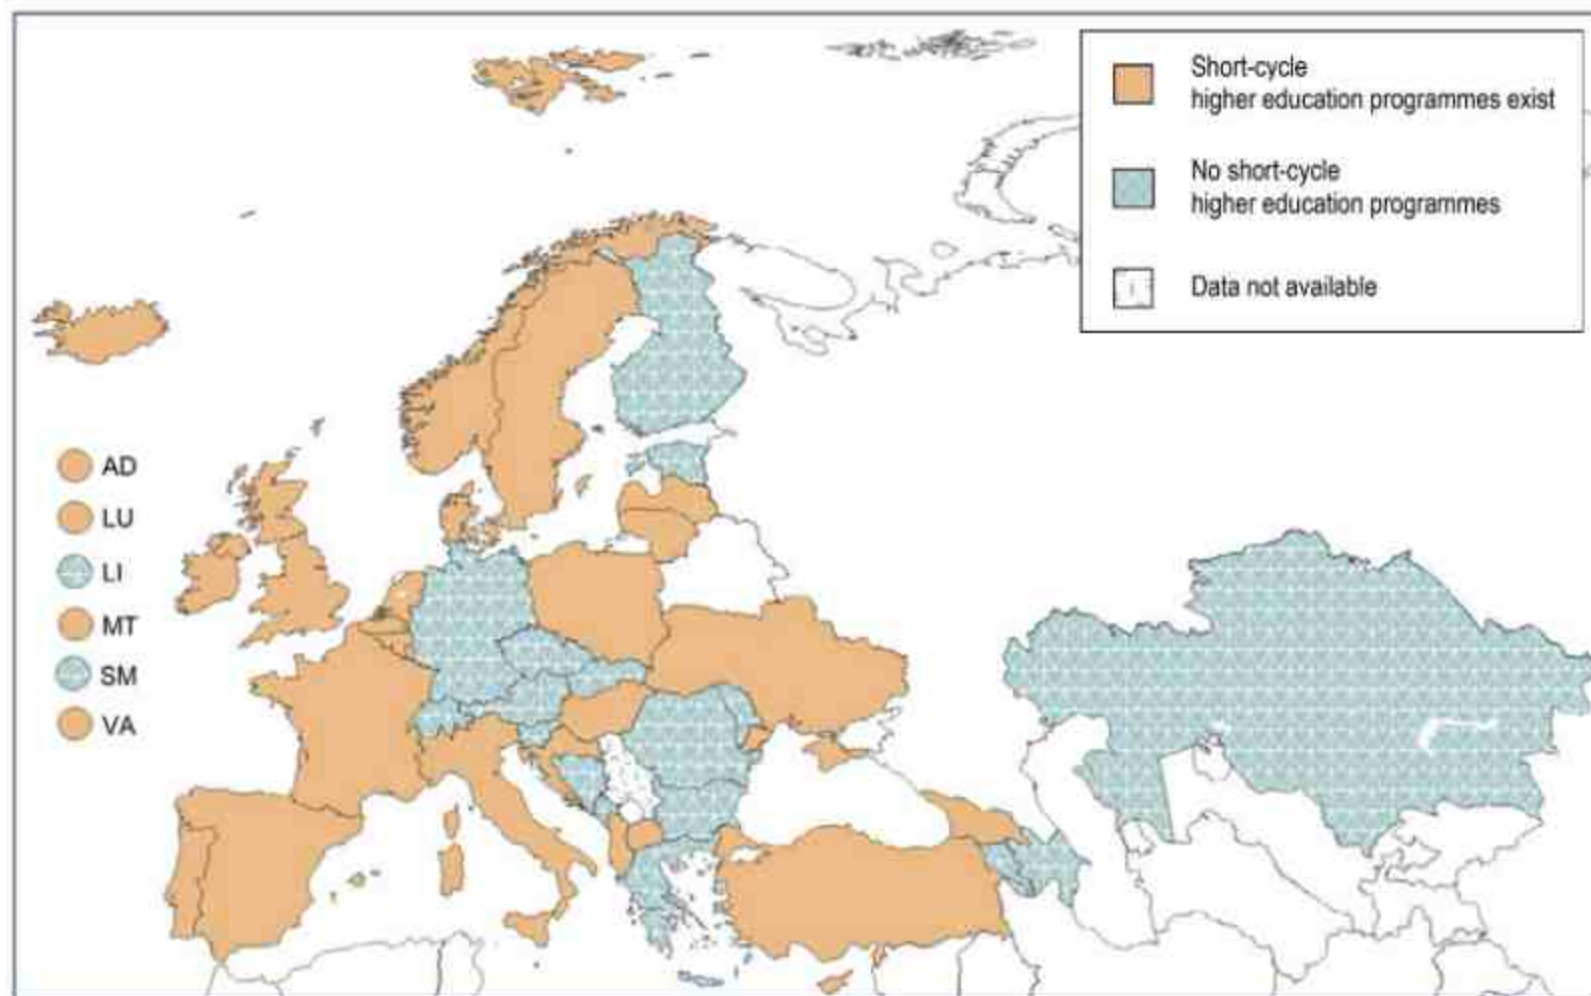 Short-cycle
higher education programmes exist
No short-cycle
higher education programmes
Data not available
AD
LU
LI
MT
SM
VA